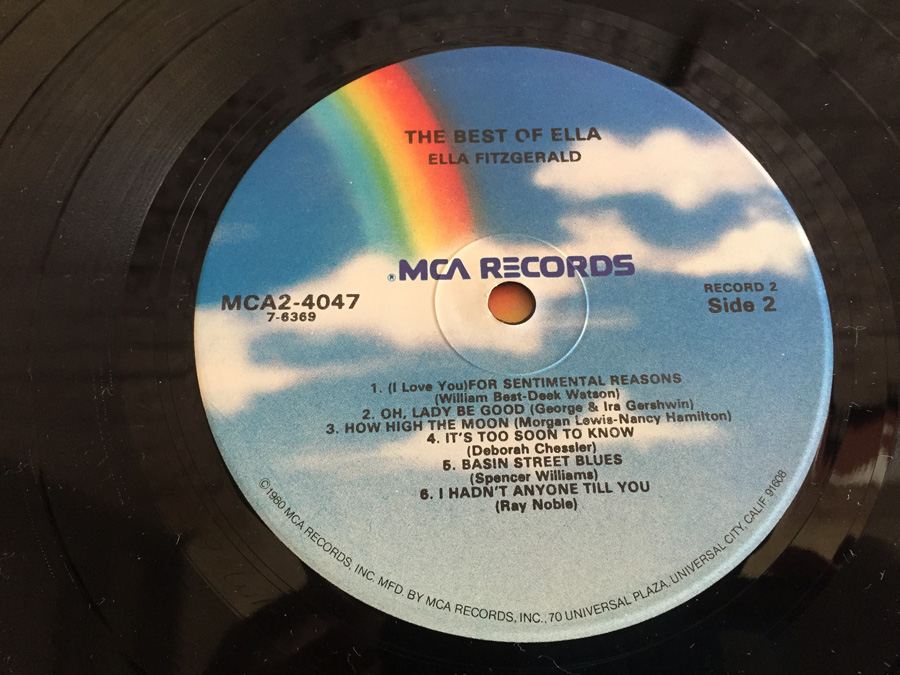 THE BEST OF ELLA
ELLA FITZGERALD
®MCA RECORDS
MCA2-4047
7-6369
RECORD 2
Side 2
1. (I Love You)FOR SENTIMENTAL REASONS
(William Best-Deek Watson)
2. OH, LADY BE GOOD (George & Ira Gershwin)
3. HOW HIGH THE MOON (Morgan Lewis-Nancy Hamilton)
4. IT'S TOO SOON TO KNOW
(Deborah Chessler)
5. BASIN STREET BLUES
(Spencer Williams)
6. I HADN'T ANYONE TILL YOU
(Ray Noble)
©1980 MCA RECORDS, INC. MFD. BY MCA RECORDS, INC., 70 UNIVERSAL PLAZA, UNIVERSAL CITY, CALIF. 91608